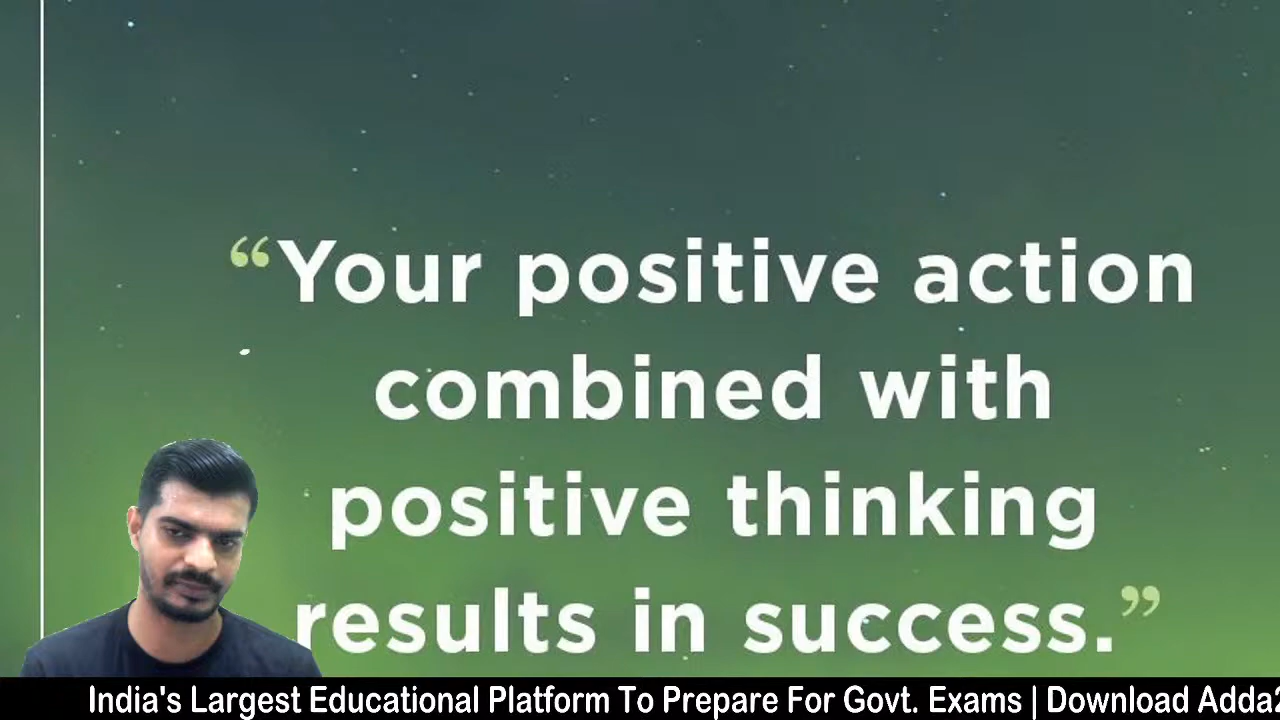 “Your positive action
combined with
positive thinking
results in success.”
India's Largest Educational Platform To Prepare For Govt. Exams | Download Adda2